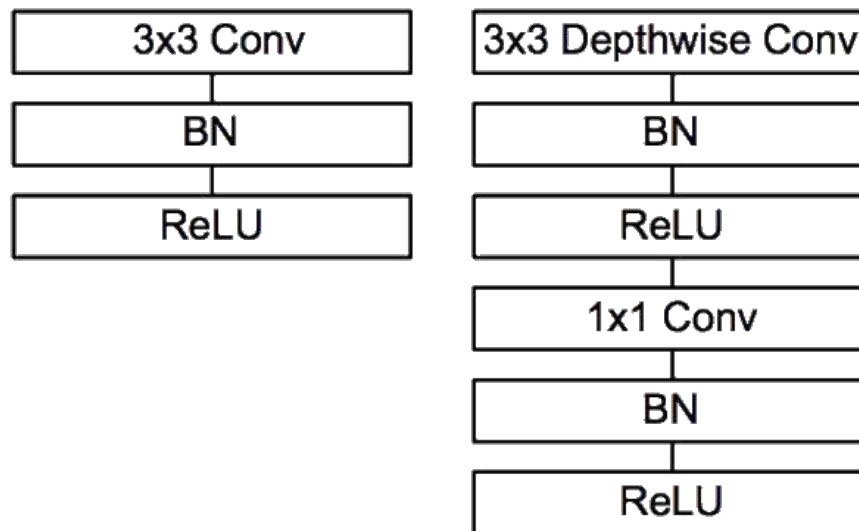 3x3 Conv
BN
ReLU
3x3 Depthwise Conv
BN
ReLU
1x1 Conv
BN
ReLU